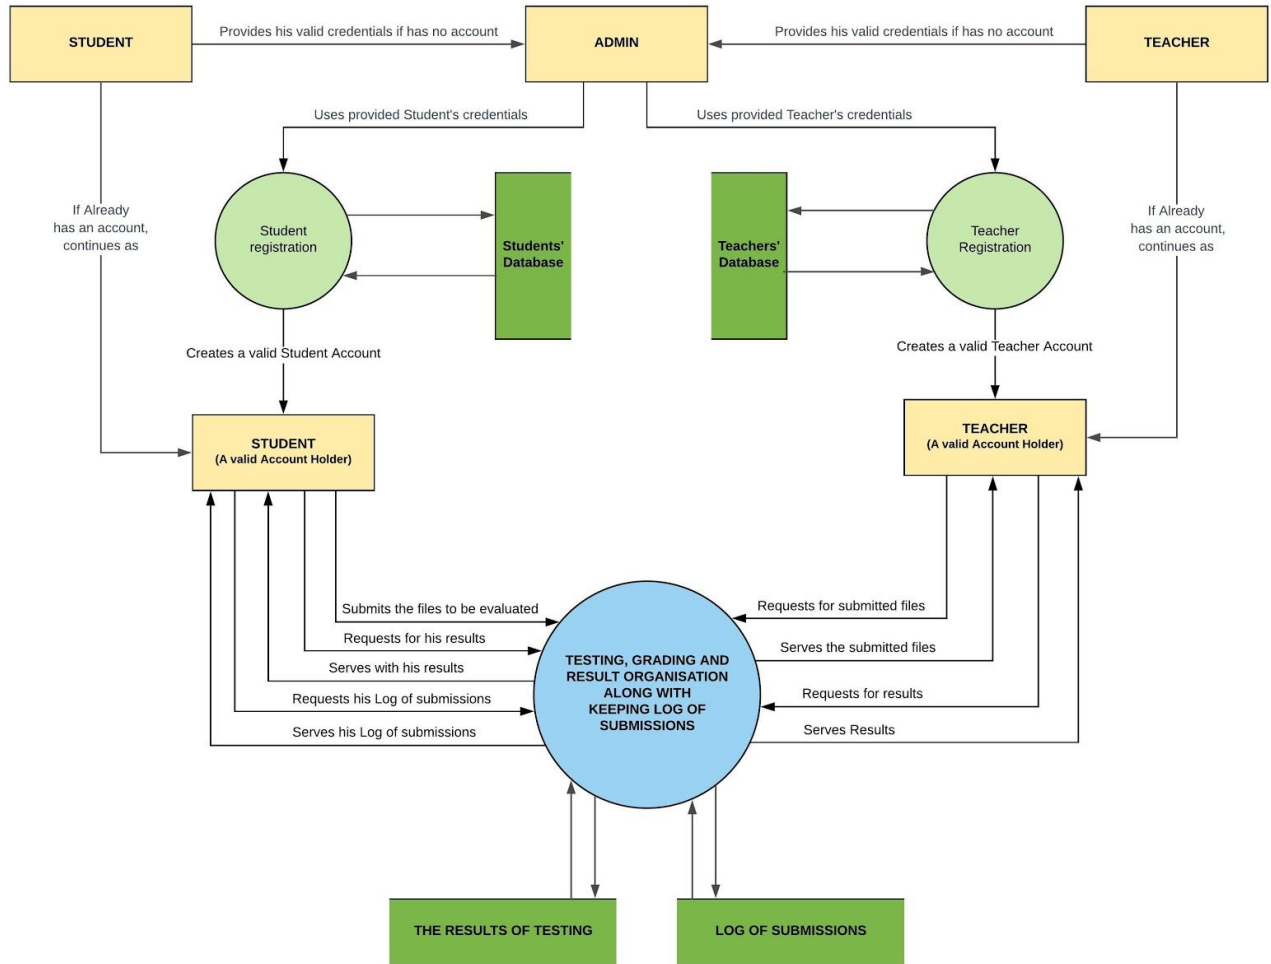 STUDENT
Provides his valid credentials if has no account
ADMIN
Provides his valid credentials if has no account
TEACHER
Uses provided Student's credentials
Uses provided Teacher's credentials
If Already
has an account,
continues as
Student
registration
Students'
Database
Teachers'
Database
Teacher
Registration
If Already
has an account,
continues as
Creates a valid Student Account
Creates a valid Teacher Account
STUDENT
(A valid Account Holder)
TEACHER
(A valid Account Holder)
Submits the files to be evaluated
Requests for his results
Serves with his results
Requests his Log of submissions
Serves his Log of submissions
TESTING, GRADING AND
RESULT ORGANISATION
ALONG WITH
KEEPING LOG OF
SUBMISSIONS
Requests for submitted files
Serves the submitted files
Requests for results
Serves Results
THE RESULTS OF TESTING
LOG OF SUBMISSIONS